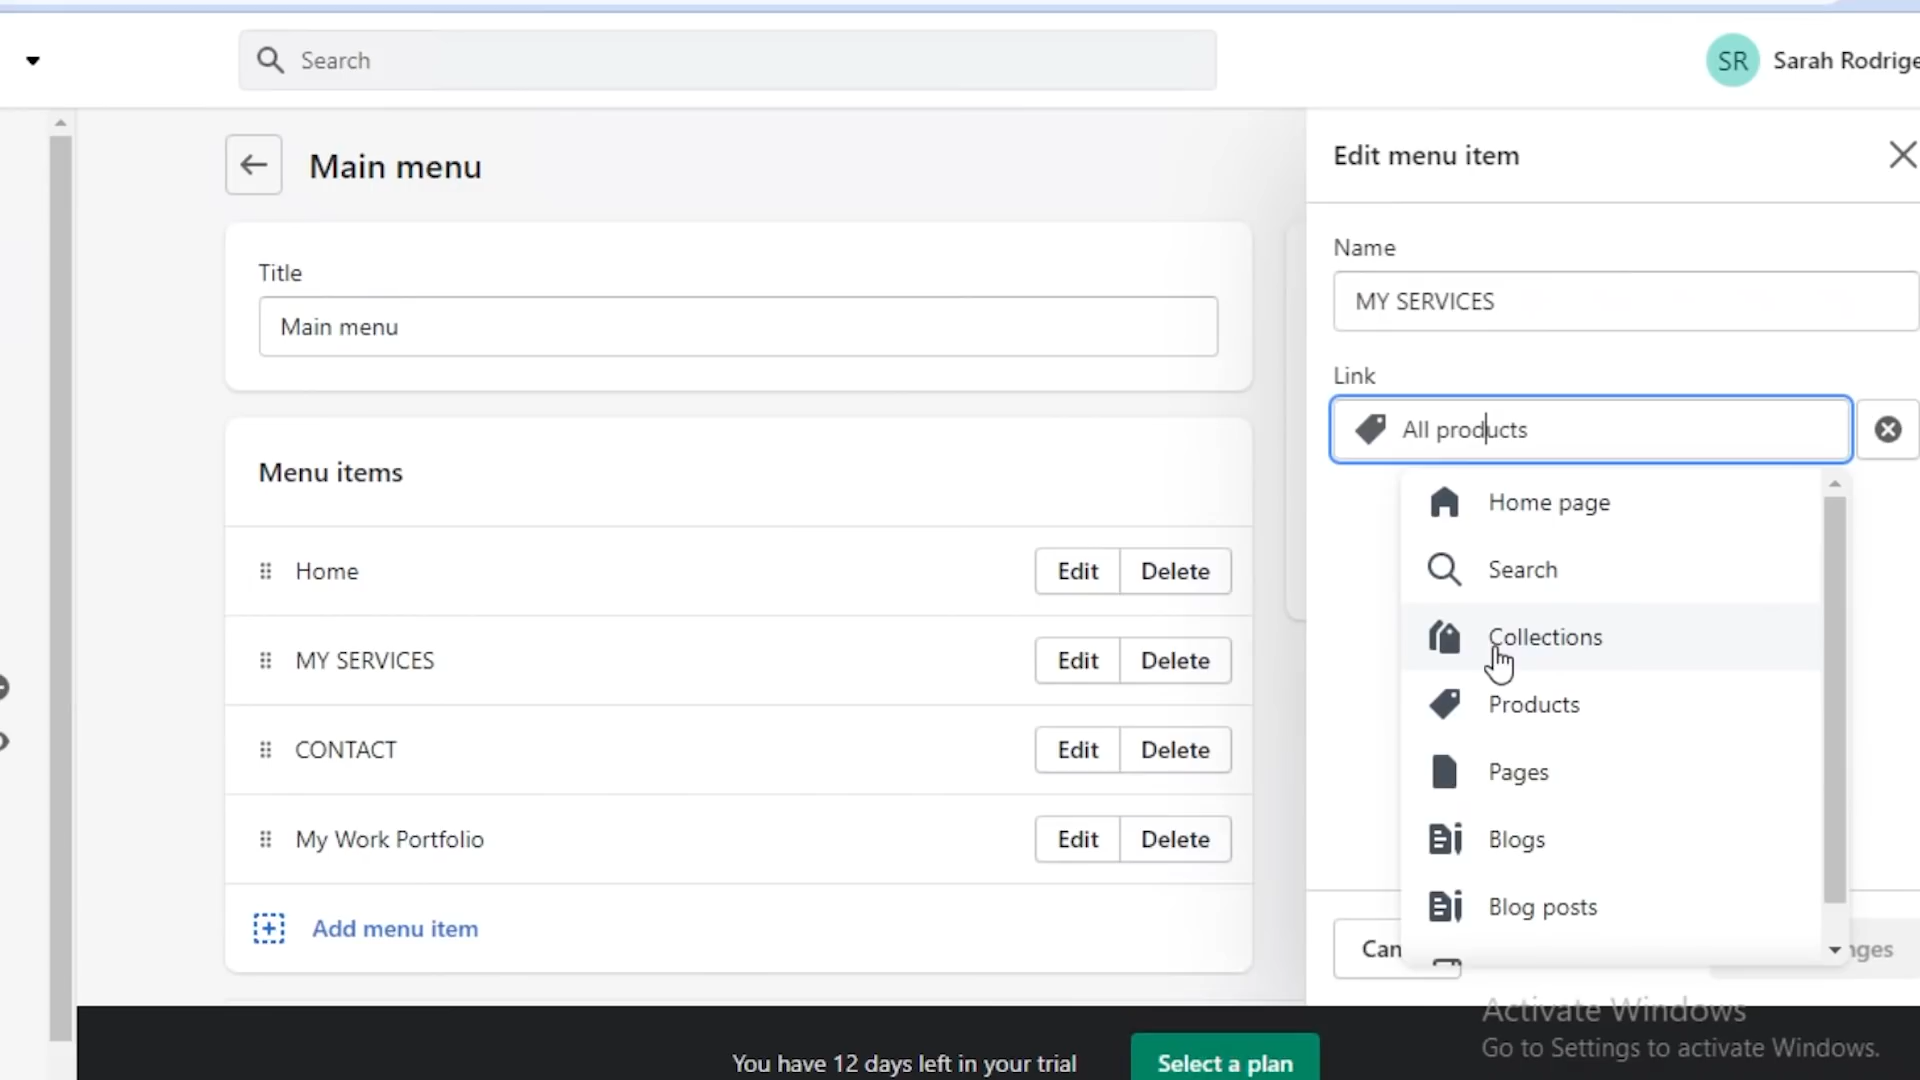 Search
SR Sarah Rodrige
Main menu
Title
Main menu
Menu items
Home Edit Delete
MY SERVICES Edit Delete
CONTACT Edit Delete
My Work Portfolio Edit Delete
Add menu item
Edit menu item
Name
MY SERVICES
Link
All products
Home page
Search
Collections
Products
Pages
Blogs
Blog posts
Can nges
Activate Windows
Go to Settings to activate Windows.
You have 12 days left in your trial Select a plan